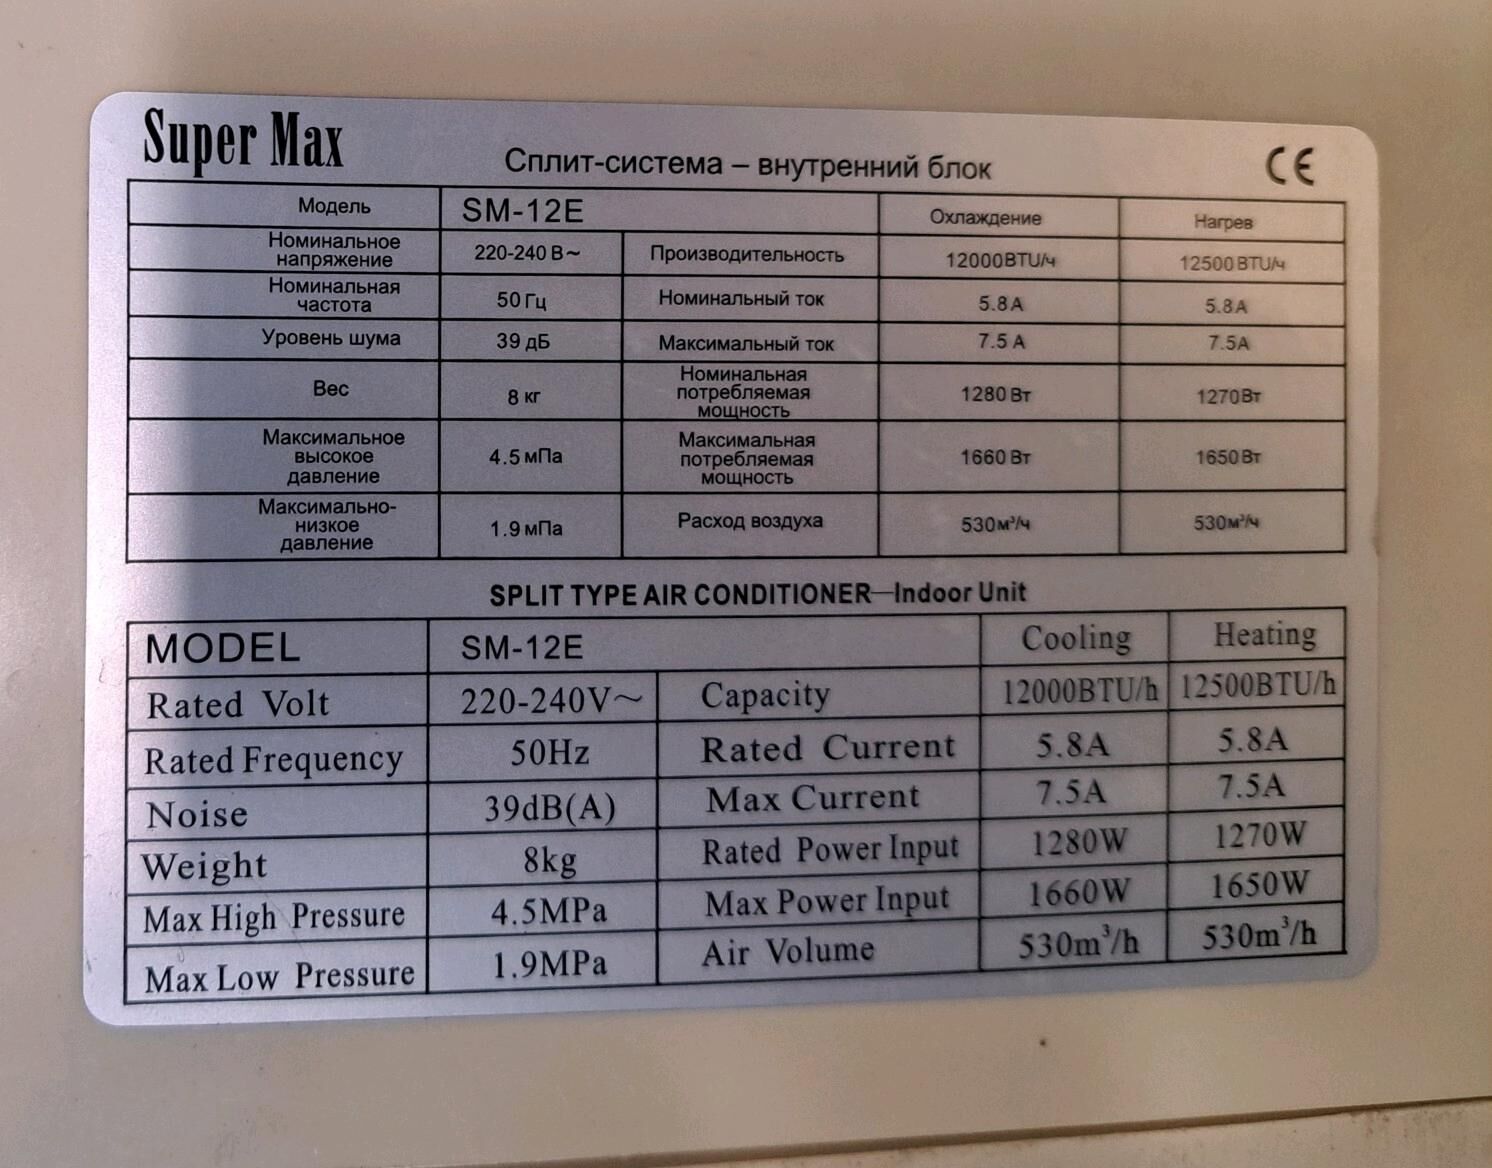 Super Max
Сплит-система – внутренний блок
CE
Модель SM-12E Охлаждение Нагрев
Номинальное напряжение 220-240 В~ Производительность 12000BTU/ч 12500BTU/ч
Номинальная частота 50 Гц Номинальный ток 5.8 А 5.8А
Уровень шума 39 дБ Максимальный ток 7.5 А 7.5А
Вес 8 кг Номинальная потребляемая мощность 1280 Вт 1270Вт
Максимальное высокое давление 4.5 мПа Максимальная потребляемая мощность 1660 Вт 1650Вт
Максимально-низкое давление 1.9 мПа Расход воздуха 530м³/ч 530м³/ч
SPLIT TYPE AIR CONDITIONER—Indoor Unit
MODEL SM-12E Cooling Heating
Rated Volt 220-240V~ Capacity 12000BTU/h 12500BTU/h
Rated Frequency 50Hz Rated Current 5.8A 5.8A
Noise 39dB(A) Max Current 7.5A 7.5A
Weight 8kg Rated Power Input 1280W 1270W
Max High Pressure 4.5MPa Max Power Input 1660W 1650W
Max Low Pressure 1.9MPa Air Volume 530m³/h 530m³/h